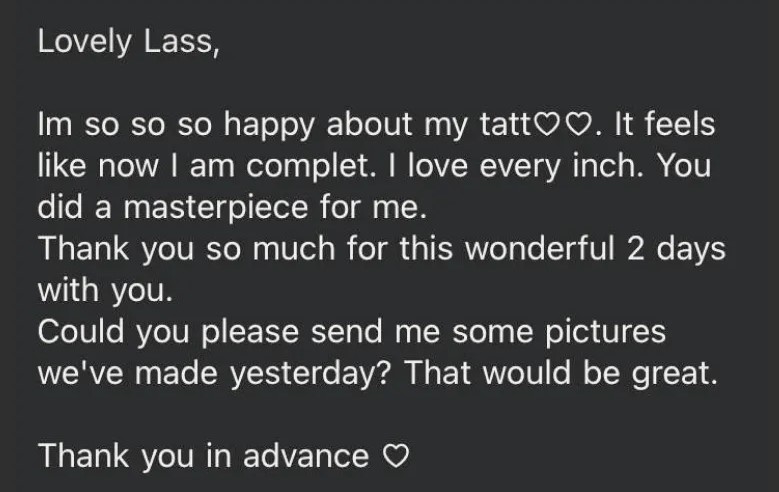 Lovely Lass,
Im so so so happy about my tatt♡♡. It feels
like now I am complet. I love every inch. You
did a masterpiece for me.
Thank you so much for this wonderful 2 days
with you.
Could you please send me some pictures
we've made yesterday? That would be great.
Thank you in advance ♡